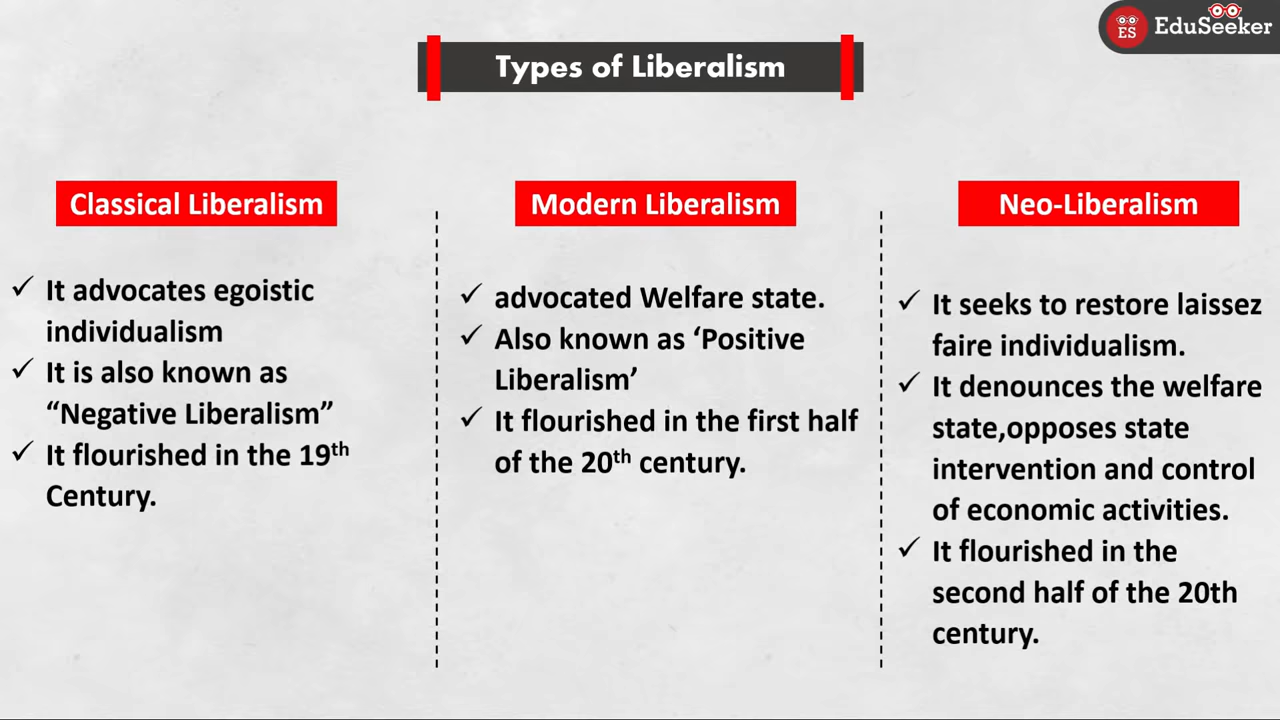 ES EduSeeker
Types of Liberalism
Classical Liberalism
✓ It advocates egoistic
individualism
✓ It is also known as
“Negative Liberalism”
✓ It flourished in the 19th
Century.
Modern Liberalism
✓ advocated Welfare state.
✓ Also known as ‘Positive
Liberalism’
✓ It flourished in the first half
of the 20th century.
Neo-Liberalism
✓ It seeks to restore laissez
faire individualism.
✓ It denounces the welfare
state,opposes state
intervention and control
of economic activities.
✓ It flourished in the
second half of the 20th
century.